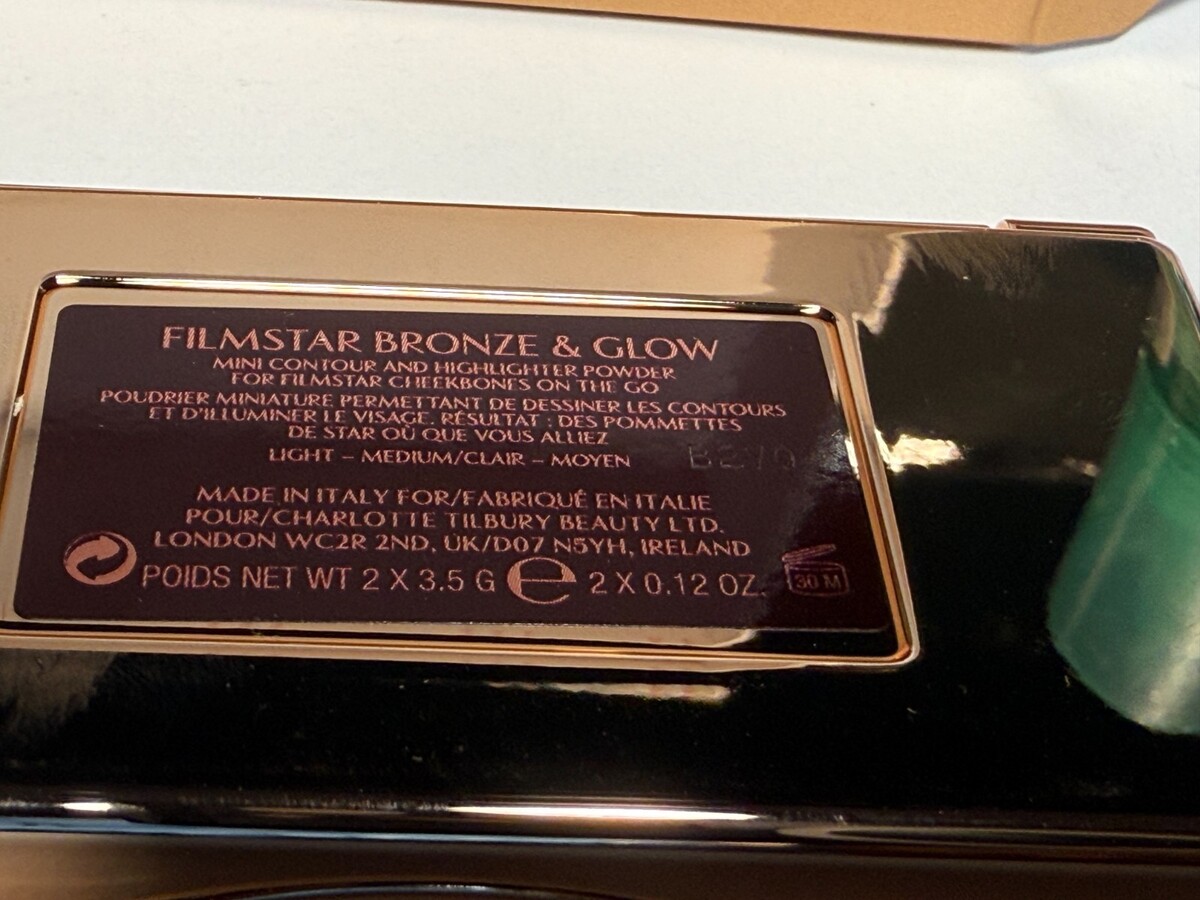 FILMSTAR BRONZE & GLOW
MINI CONTOUR AND HIGHLIGHTER POWDER
FOR FILMSTAR CHEEKBONES ON THE GO
POUDRIER MINIATURE PERMETTANT DE DESSINER LES CONTOURS
ET D'ILLUMINER LE VISAGE. RÉSULTAT : DES POMMETTES
DE STAR OÙ QUE VOUS ALLIEZ
LIGHT – MEDIUM/CLAIR – MOYEN
MADE IN ITALY FOR/FABRIQUÉ EN ITALIE
POUR/CHARLOTTE TILBURY BEAUTY LTD.
LONDON WC2R 2ND, UK/D07 N5YH, IRELAND
POIDS NET WT 2 X 3.5 G e 2 X 0.12 OZ.
30 M